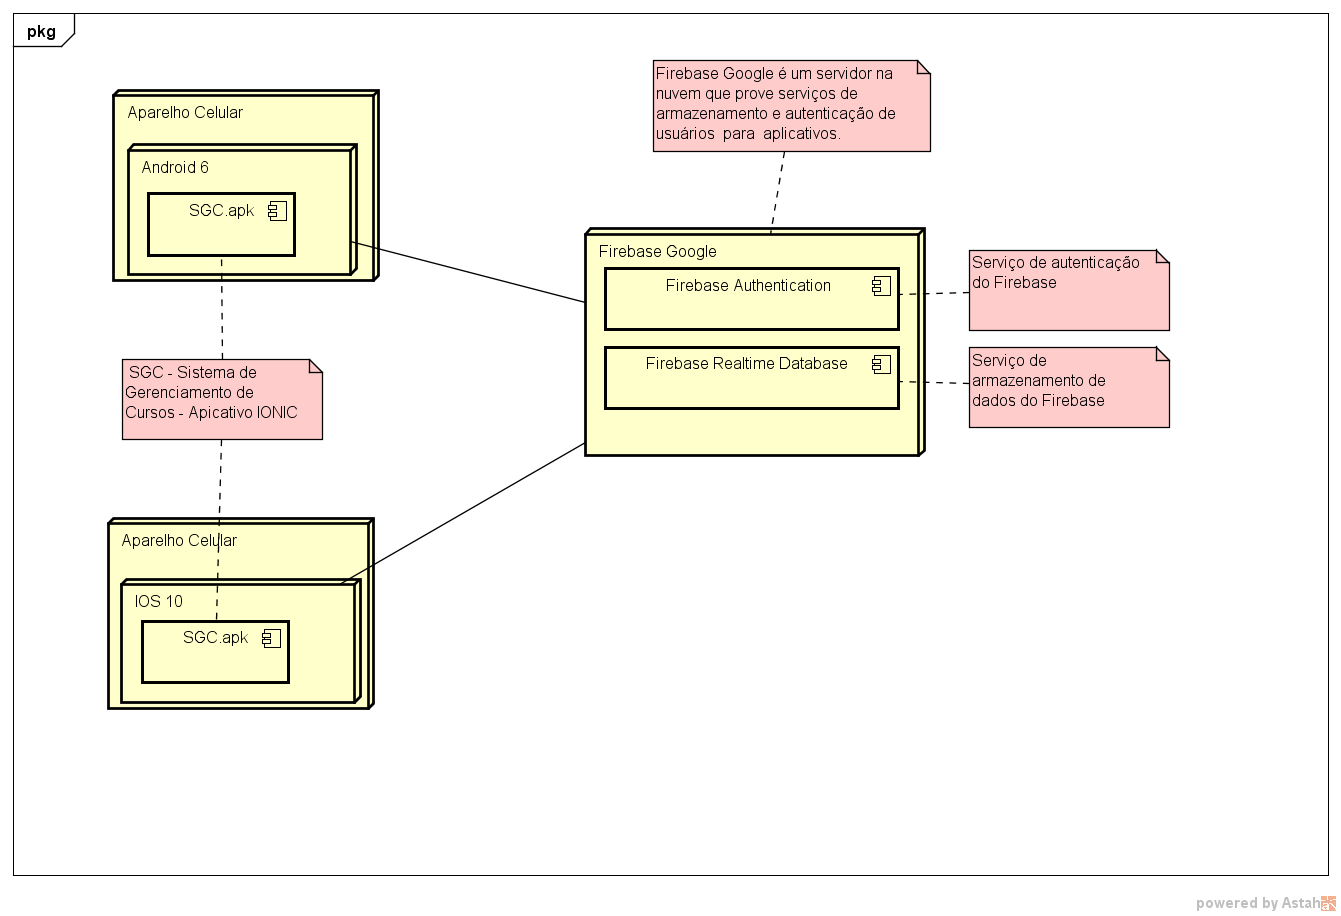 pkg
Firebase Google é um servidor na
nuvem que prove serviços de
armazenamento e autenticação de
usuários para aplicativos.
Aparelho Celular
Android 6
SGC.apk
Firebase Google
Firebase Authentication
Serviço de autenticação
do Firebase
Firebase Realtime Database
Serviço de
armazenamento de
dados do Firebase
SGC - Sistema de
Gerenciamento de
Cursos - Apicativo IONIC
Aparelho Celular
IOS 10
SGC.apk
powered by Astah